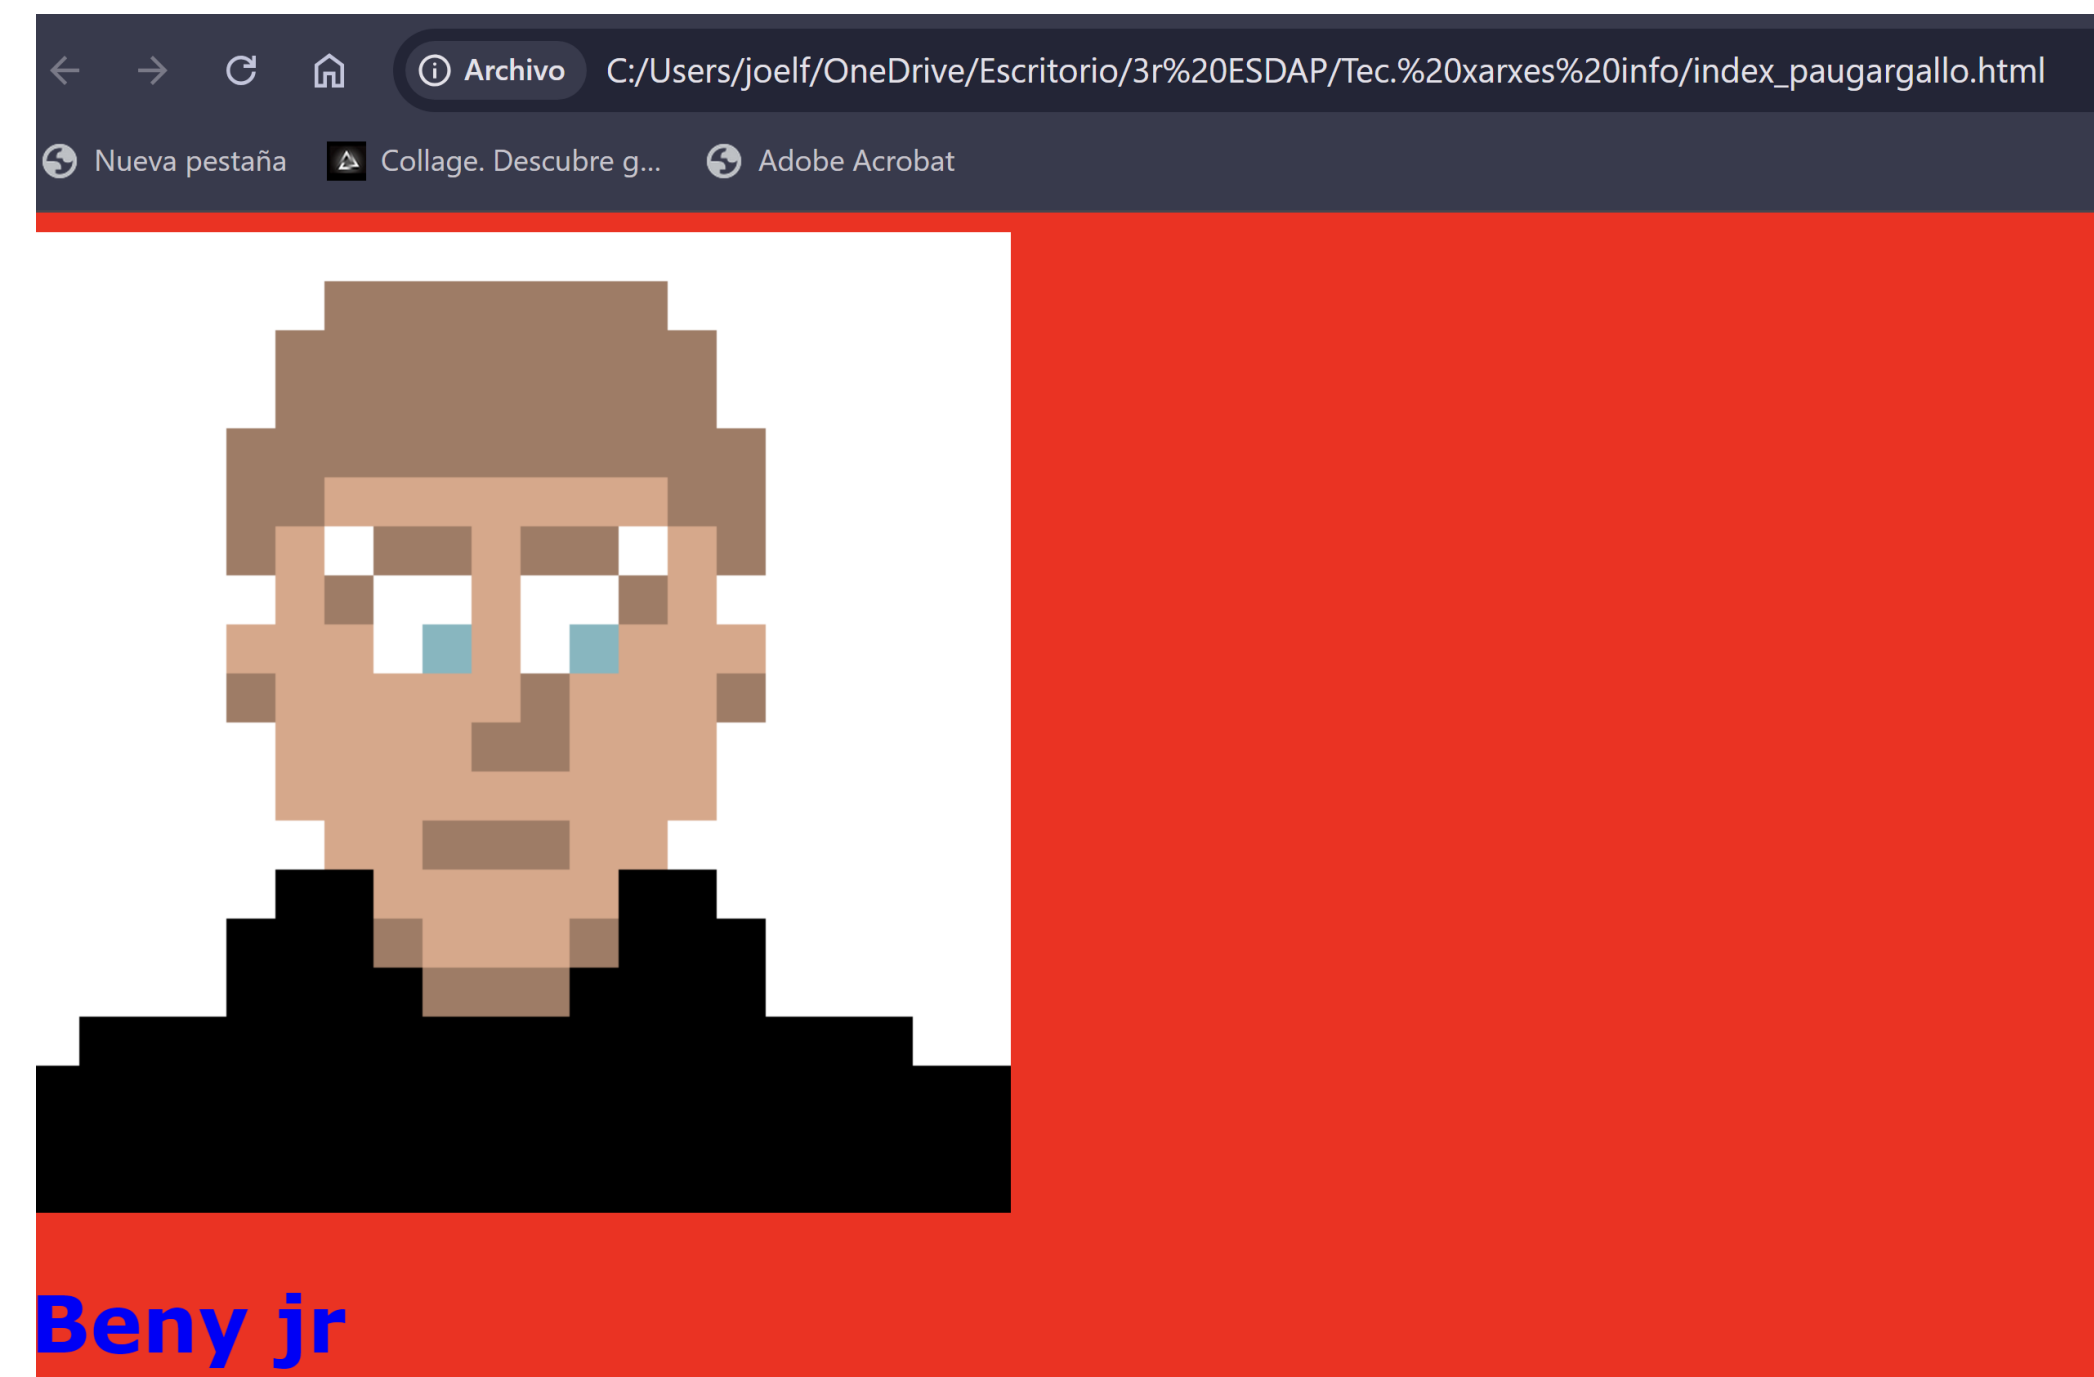 Archivo C:/Users/joelf/OneDrive/Escritorio/3r%20ESDAP/Tec.%20xarxes%20info/index_paugargallo.html
Nueva pestaña Collage. Descubre g... Adobe Acrobat
Beny jr